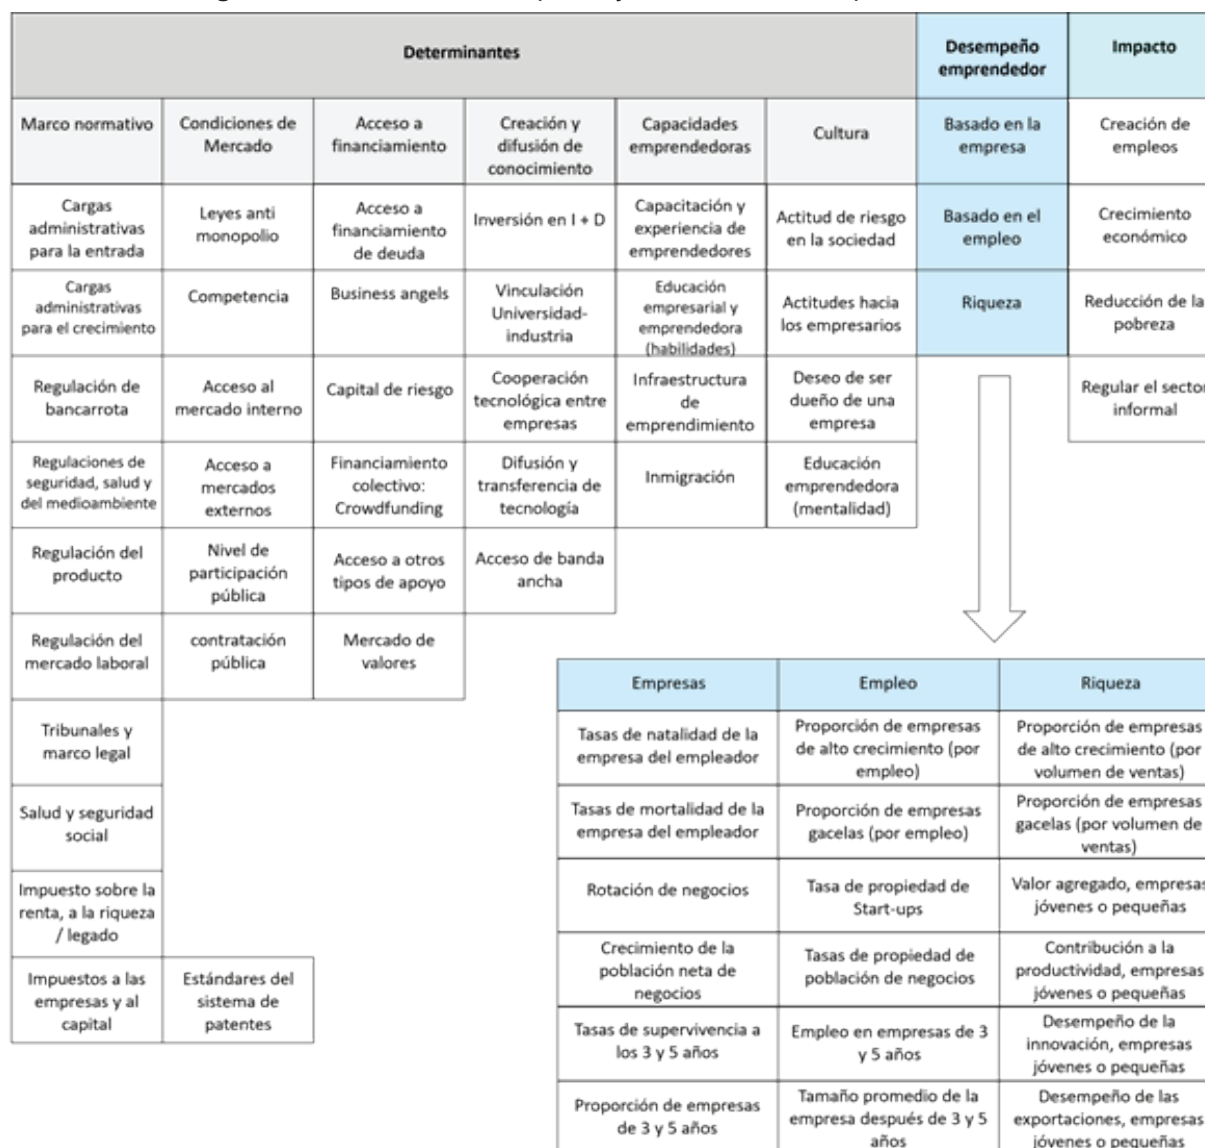 Determinantes
Desempeño
emprendedor
Impacto
Marco normativo
Condiciones de
Mercado
Acceso a
financiamiento
Creación y
difusión de
conocimiento
Capacidades
emprendedoras
Cultura
Basado en la
empresa
Creación de
empleos
Cargas
administrativas
para la entrada
Leyes anti
monopolio
Acceso a
financiamiento
de deuda
Inversión en I + D
Capacitación y
experiencia de
emprendedores
Actitud de riesgo
en la sociedad
Basado en el
empleo
Crecimiento
económico
Cargas
administrativas
para el crecimiento
Competencia
Business angels
Vinculación
Universidad-
industria
Educación
empresarial y
emprendedora
(habilidades)
Actitudes hacia
los empresarios
Riqueza
Reducción de la
pobreza
Regulación de
bancarrota
Acceso al
mercado interno
Capital de riesgo
Cooperación
tecnológica entre
empresas
Infraestructura
de
emprendimiento
Deseo de ser
dueño de una
empresa
Regular el sector
informal
Regulaciones de
seguridad, salud y
del medioambiente
Acceso a
mercados
externos
Financiamiento
colectivo:
Crowdfunding
Difusión y
transferencia de
tecnología
Inmigración
Educación
emprendedora
(mentalidad)
Regulación del
producto
Nivel de
participación
pública
Acceso a otros
tipos de apoyo
Acceso de banda
ancha
Regulación del
mercado laboral
contratación
pública
Mercado de
valores
Tribunales y
marco legal
Salud y seguridad
social
Impuesto sobre la
renta, a la riqueza
/ legado
Impuestos a las
empresas y al
capital
Estándares del
sistema de
patentes
Empresas
Empleo
Riqueza
Tasas de natalidad de la
empresa del empleador
Proporción de empresas
de alto crecimiento (por
empleo)
Proporción de empresas
de alto crecimiento (por
volumen de ventas)
Tasas de mortalidad de la
empresa del empleador
Proporción de empresas
gacelas (por empleo)
Proporción de empresas
gacelas (por volumen de
ventas)
Rotación de negocios
Tasa de propiedad de
Start-ups
Valor agregado, empresas
jóvenes o pequeñas
Crecimiento de la
población neta de
negocios
Tasas de propiedad de
población de negocios
Contribución a la
productividad, empresas
jóvenes o pequeñas
Tasas de supervivencia a
los 3 y 5 años
Empleo en empresas de 3
y 5 años
Desempeño de la
innovación, empresas
jóvenes o pequeñas
Proporción de empresas
de 3 y 5 años
Tamaño promedio de la
empresa después de 3 y 5
años
Desempeño de las
exportaciones, empresas
jóvenes o pequeñas